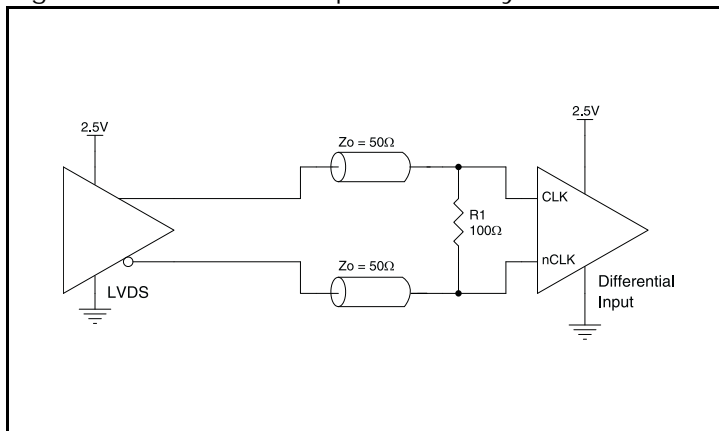 2.5V
2.5V
Zo = 50Ω
CLK
R1
100Ω
Zo = 50Ω
nCLK
LVDS
Differential
Input